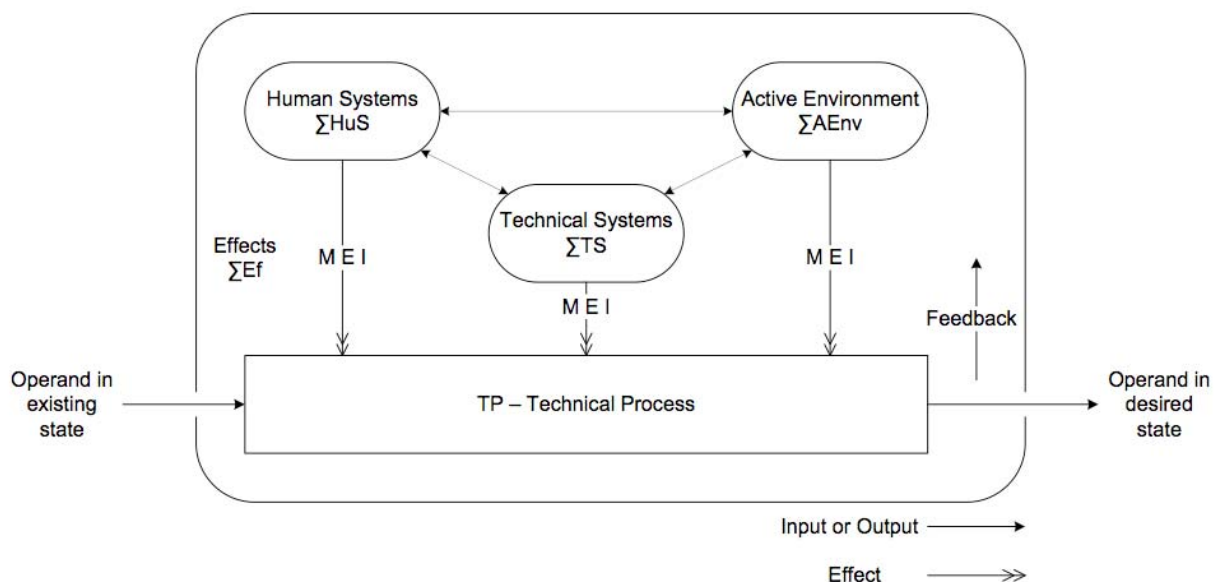 Human Systems
∑HuS
Active Environment
∑AEnv
Technical Systems
∑TS
Effects
∑Ef
M E I
M E I
M E I
Feedback
Operand in
existing
state
TP – Technical Process
Operand in
desired
state
Input or Output
Effect